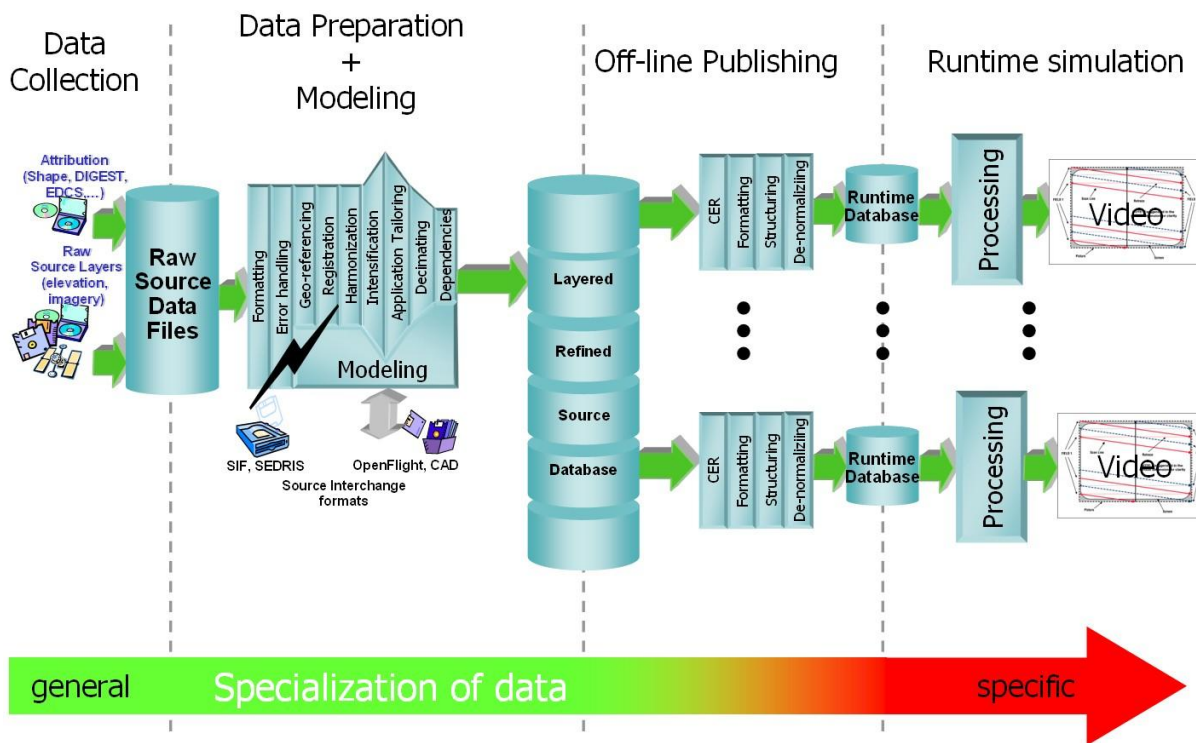 Data
Collection
Data Preparation
+
Modeling
Off-line Publishing
Runtime simulation
Attribution
(Shape, DIGEST,
EDCS,....)
Raw
Source Layers
(elevation,
imagery)
Raw
Source
Data
Files
Formatting
Error handling
Geo-referencing
Registration
Harmonization
Intensification
Application Tailoring
Decimating
Dependencies
Modeling
SIF, SEDRIS
OpenFlight, CAD
Source Interchange
formats
Layered
Refined
Source
Database
CER
Formatting
Structuring
De-normaliziing
Runtime
Database
Processing
Video
CER
Formatting
Structuring
De-normaliziing
Runtime
Database
Processing
Video
general
Specialization of data
specific